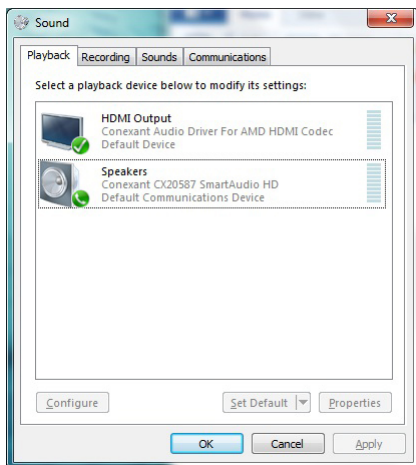 Sound
Playback Recording Sounds Communications
Select a playback device below to modify its settings:
HDMI Output
Conexant Audio Driver For AMD HDMI Codec
Default Device
Speakers
Conexant CX20587 SmartAudio HD
Default Communications Device
Configure Set Default Properties
OK Cancel Apply